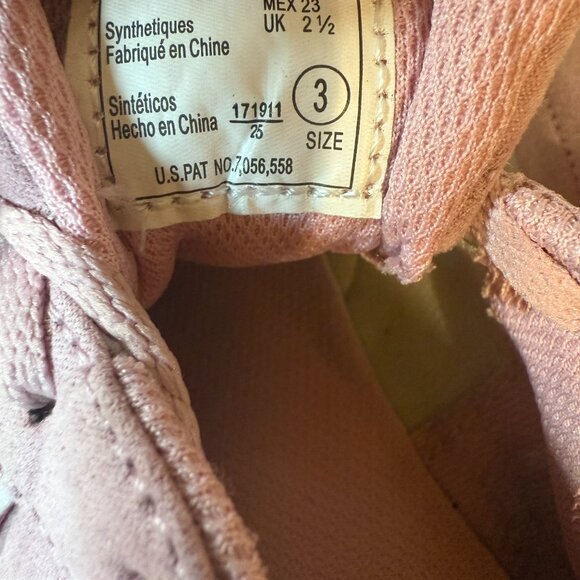 MEX 23
UK 2 ½
Synthetiques
Fabriqué en Chine
Sintéticos
Hecho en China
171911
25
3
SIZE
U.S.PAT NO.7,056,558